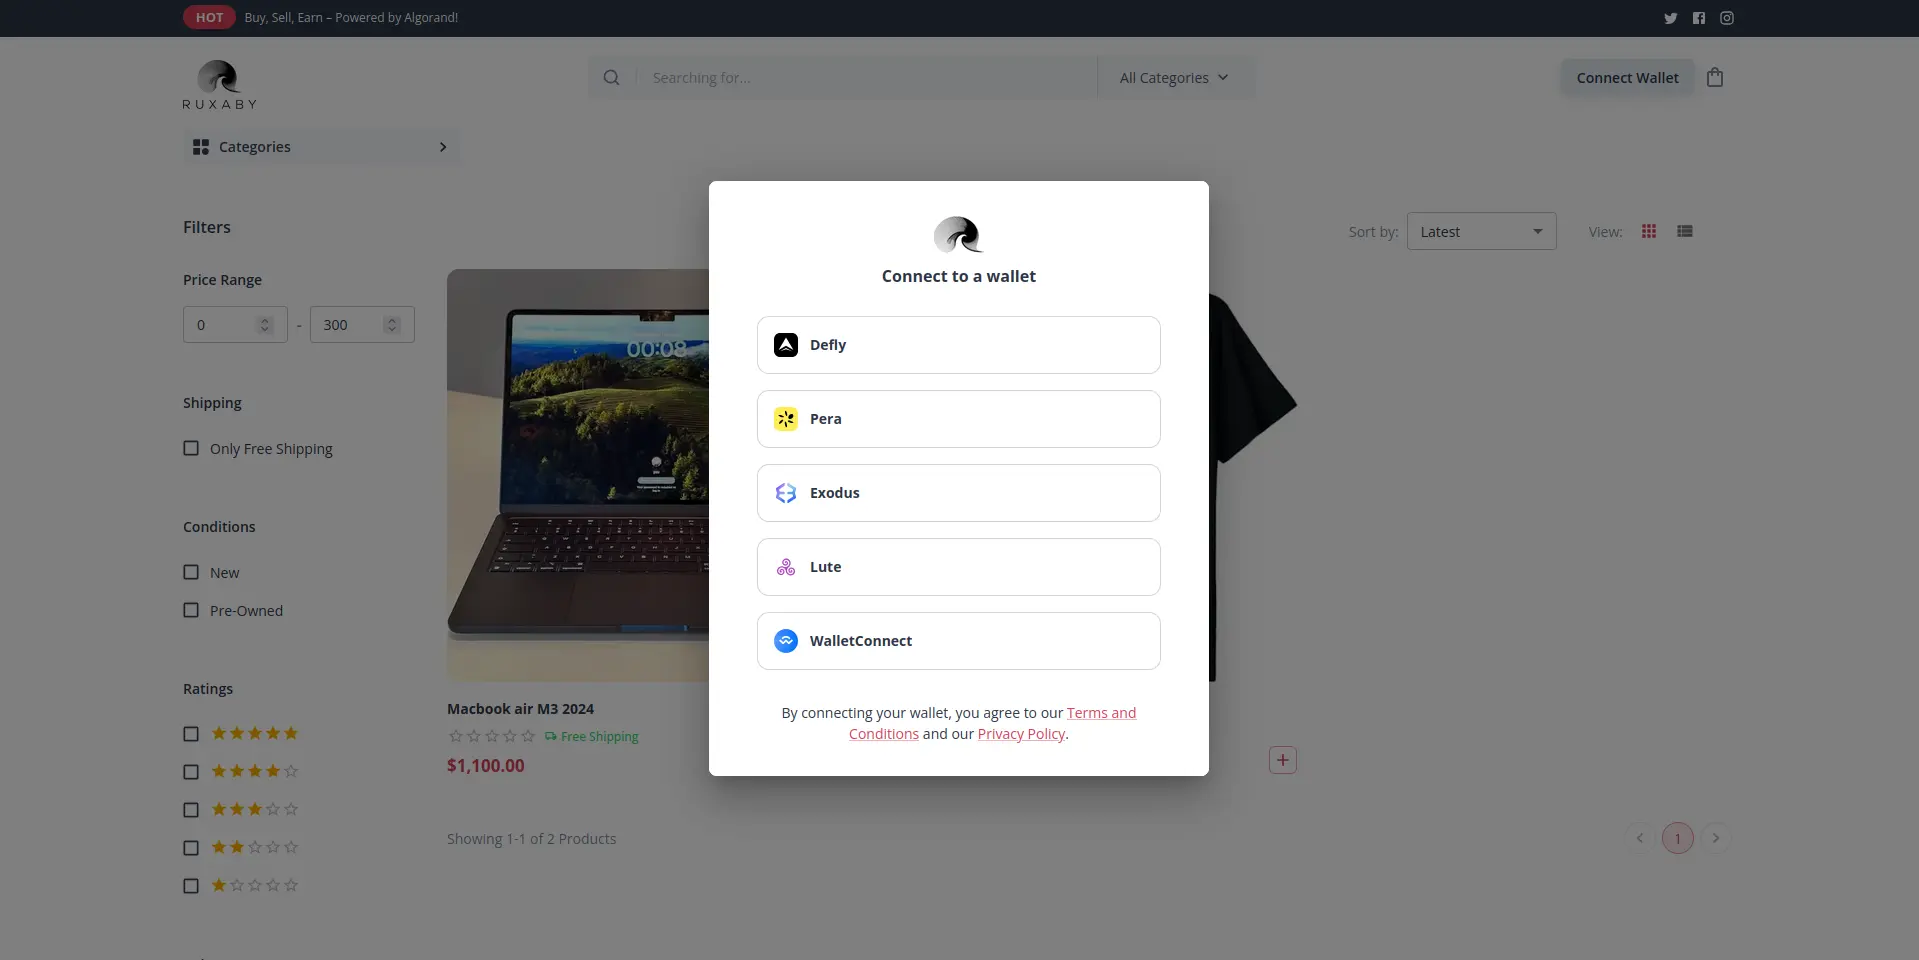 HOT Buy, Sell, Earn – Powered by Algorand!
RUXABY
Searching for...
All Categories
Connect Wallet
Categories
Filters
Sort by: Latest
View:
Price Range
0 - 300
Shipping
Only Free Shipping
Conditions
New
Pre-Owned
Ratings
00:08
Macbook air M3 2024
Free Shipping
$1,100.00
Showing 1-1 of 2 Products
1
Connect to a wallet
Defly
Pera
Exodus
Lute
WalletConnect
By connecting your wallet, you agree to our Terms and
Conditions and our Privacy Policy.